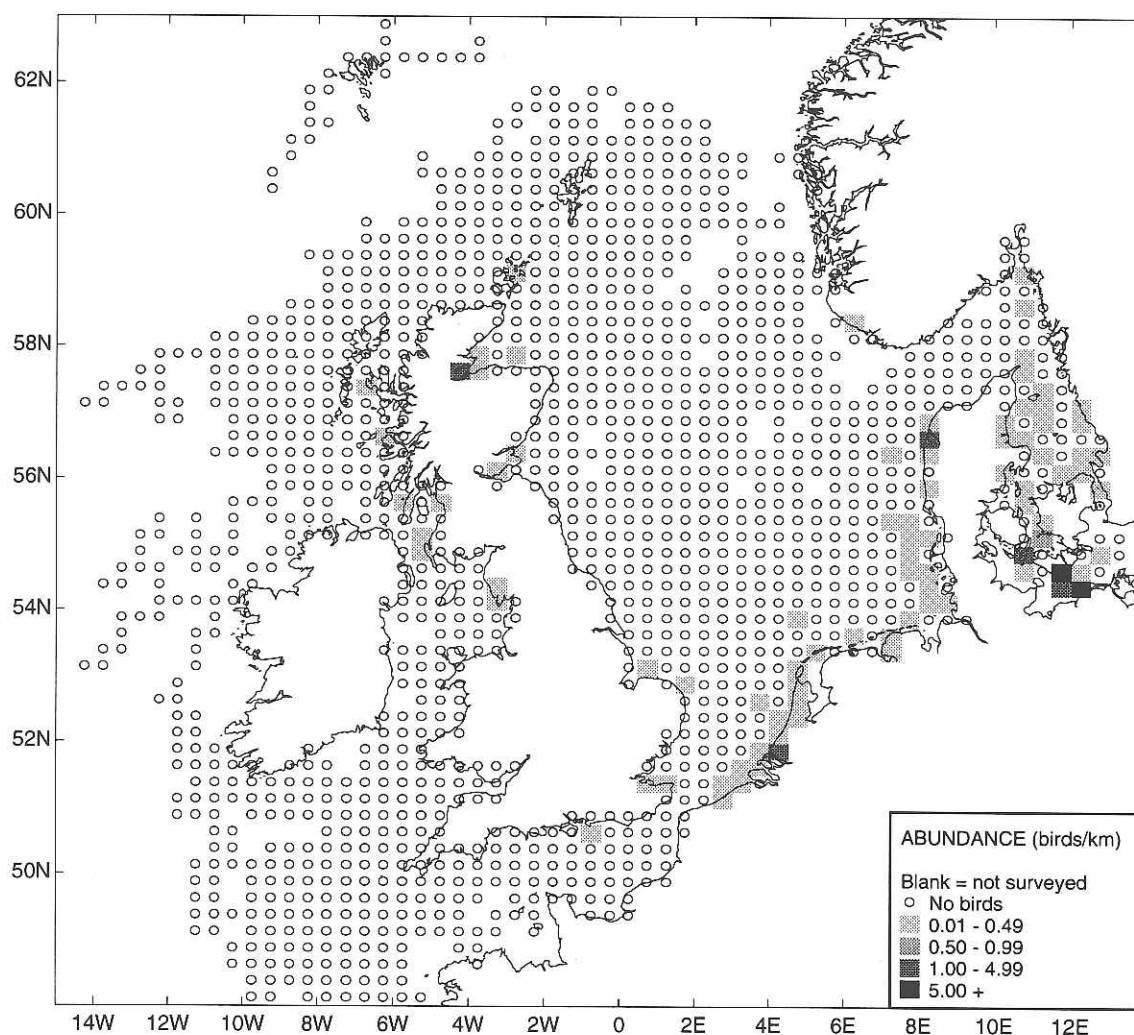 62N
60N
58N
56N
54N
52N
50N
ABUNDANCE (birds/km)
Blank = not surveyed
No birds
0.01 - 0.49
0.50 - 0.99
1.00 - 4.99
5.00 +
14W 12W 10W 8W 6W 4W 2W 0 2E 4E 6E 8E 10E 12E